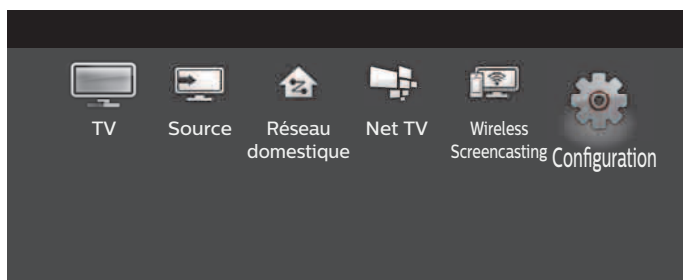 TV
Source
Réseau
domestique
Net TV
Wireless
Screencasting
Configuration